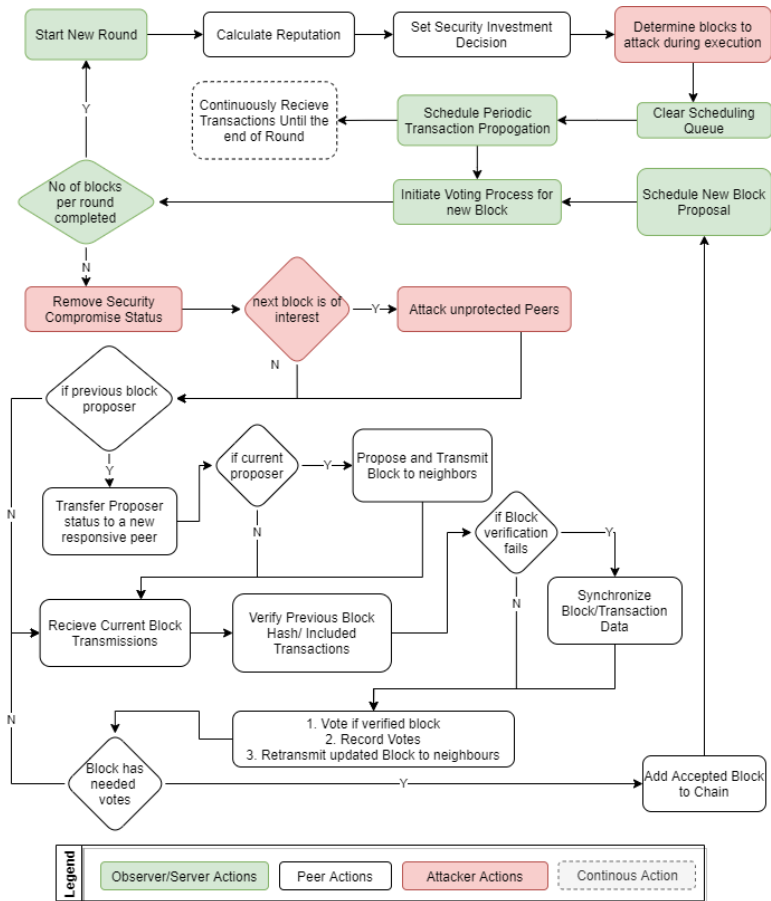 Start New Round
Calculate Reputation
Set Security Investment
Decision
Determine blocks to
attack during execution
Continuously Recieve
Transactions Until the
end of Round
Schedule Periodic
Transaction Propogation
Clear Scheduling
Queue
Y
No of blocks
per round
completed
Initiate Voting Process for
new Block
Schedule New Block
Proposal
N
Remove Security
Compromise Status
next block is of
interest
Y
Attack unprotected Peers
N
if previous block
proposer
Y
N
Transfer Proposer
status to a new
responsive peer
if current
proposer
Y
Propose and Transmit
Block to neighbors
N
if Block
verification
fails
Y
N
Synchronize
Block/Transaction
Data
Recieve Current Block
Transmissions
Verify Previous Block
Hash/ Included
Transactions
1. Vote if verified block
2. Record Votes
3. Retransmit updated Block to neighbours
N
Block has
needed
votes
Y
Add Accepted Block
to Chain
Legend
Observer/Server Actions
Peer Actions
Attacker Actions
Continous Action